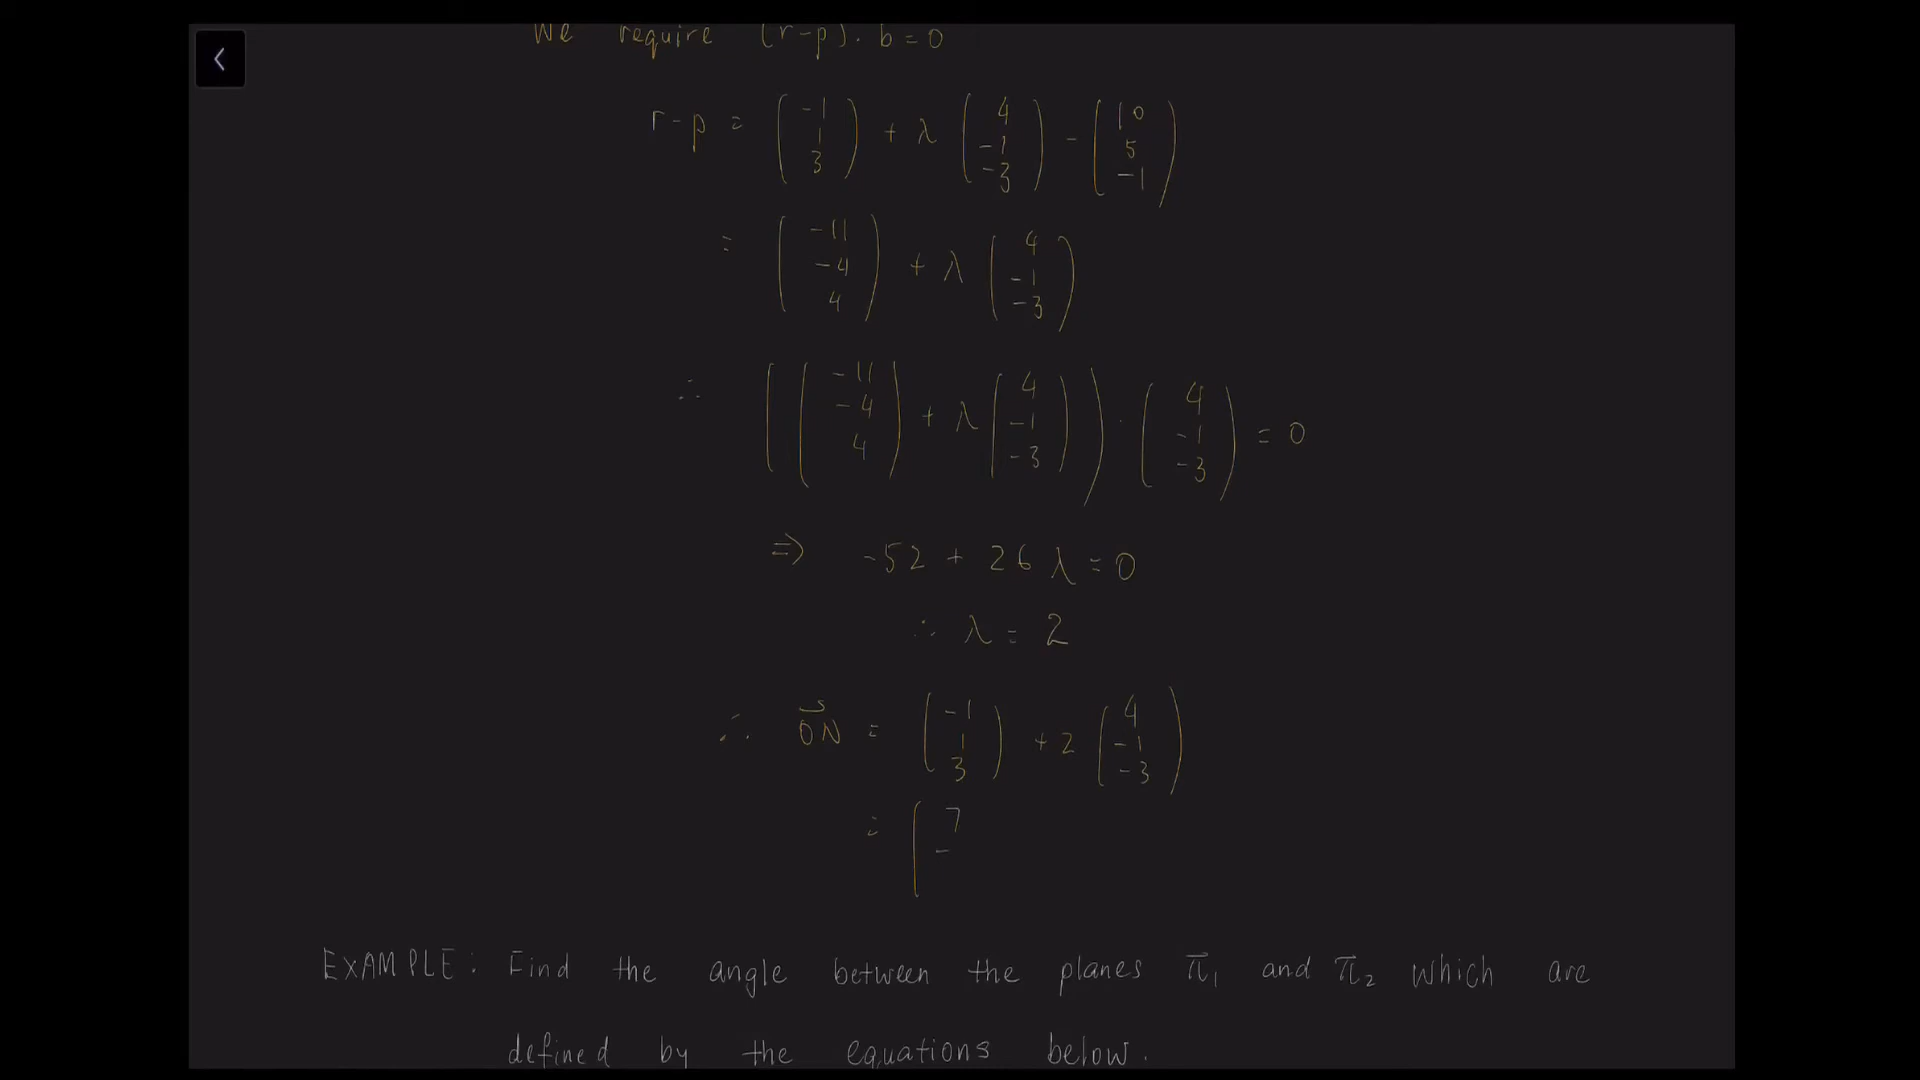 We require (r-p). b = 0
r-p = (-1 1 3) + λ (4 -1 -3) - (10 5 -1)
= (-11 -4 4) + λ (4 -1 -3)
∴ ((-11 -4 4) + λ (4 -1 -3)) · (4 -1 -3) = 0
=> -52 + 26 λ = 0
∴ λ = 2
∴ ON = (-1 1 3) + 2 (4 -1 -3)
= ( 7 -
EXAMPLE: Find the angle between the planes π₁ and π₂ which are
defined by the equations below.